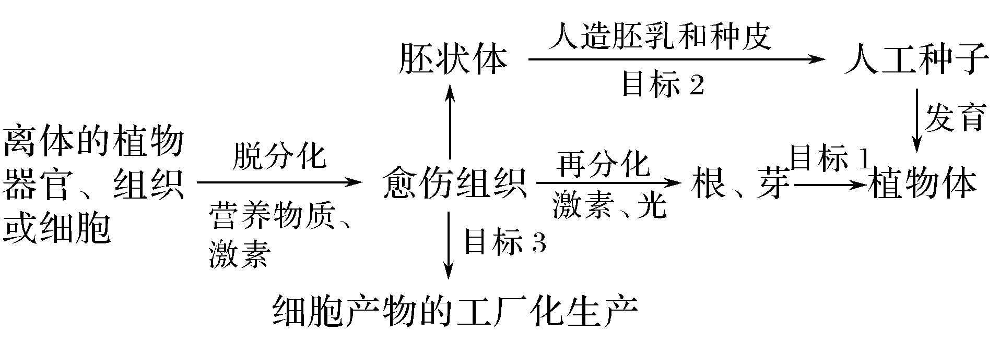 胚状体
人造胚乳和种皮
目标 2
人工种子
发育
离体的植物
器官、组织
或细胞
脱分化
营养物质、
激素
愈伤组织
再分化
激素、光
根、芽
目标 1
植物体
目标 3
细胞产物的工厂化生产